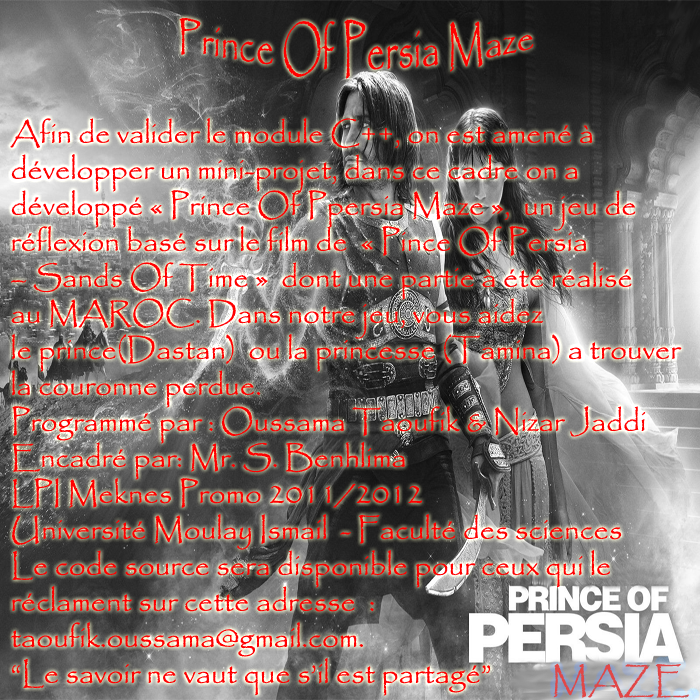 Prince Of Persia Maze
Afin de valider le module C++, on est amené à
développer un mini-projet, dans ce cadre on a
développé « Prince Of Ppersia Maze », un jeu de
réflexion basé sur le film de « Pince Of Persia
– Sands Of Time » dont une partie a été réalisé
au MAROC. Dans notre jeu, vous aidez
le prince(Dastan) ou la princesse (Tamina) a trouver
la couronne perdue.
Programmé par : Oussama Taoufik & Nizar Jaddi
Encadré par: Mr. S. Benhlima
LPI Meknes Promo 2011/2012
Université Moulay Ismail - Faculté des sciences
Le code source sera disponible pour ceux qui le
réclament sur cette adresse :
taoufik.oussama@gmail.com.
“Le savoir ne vaut que s’il est partagé”
PRINCE OF
PERSIA
MAZE